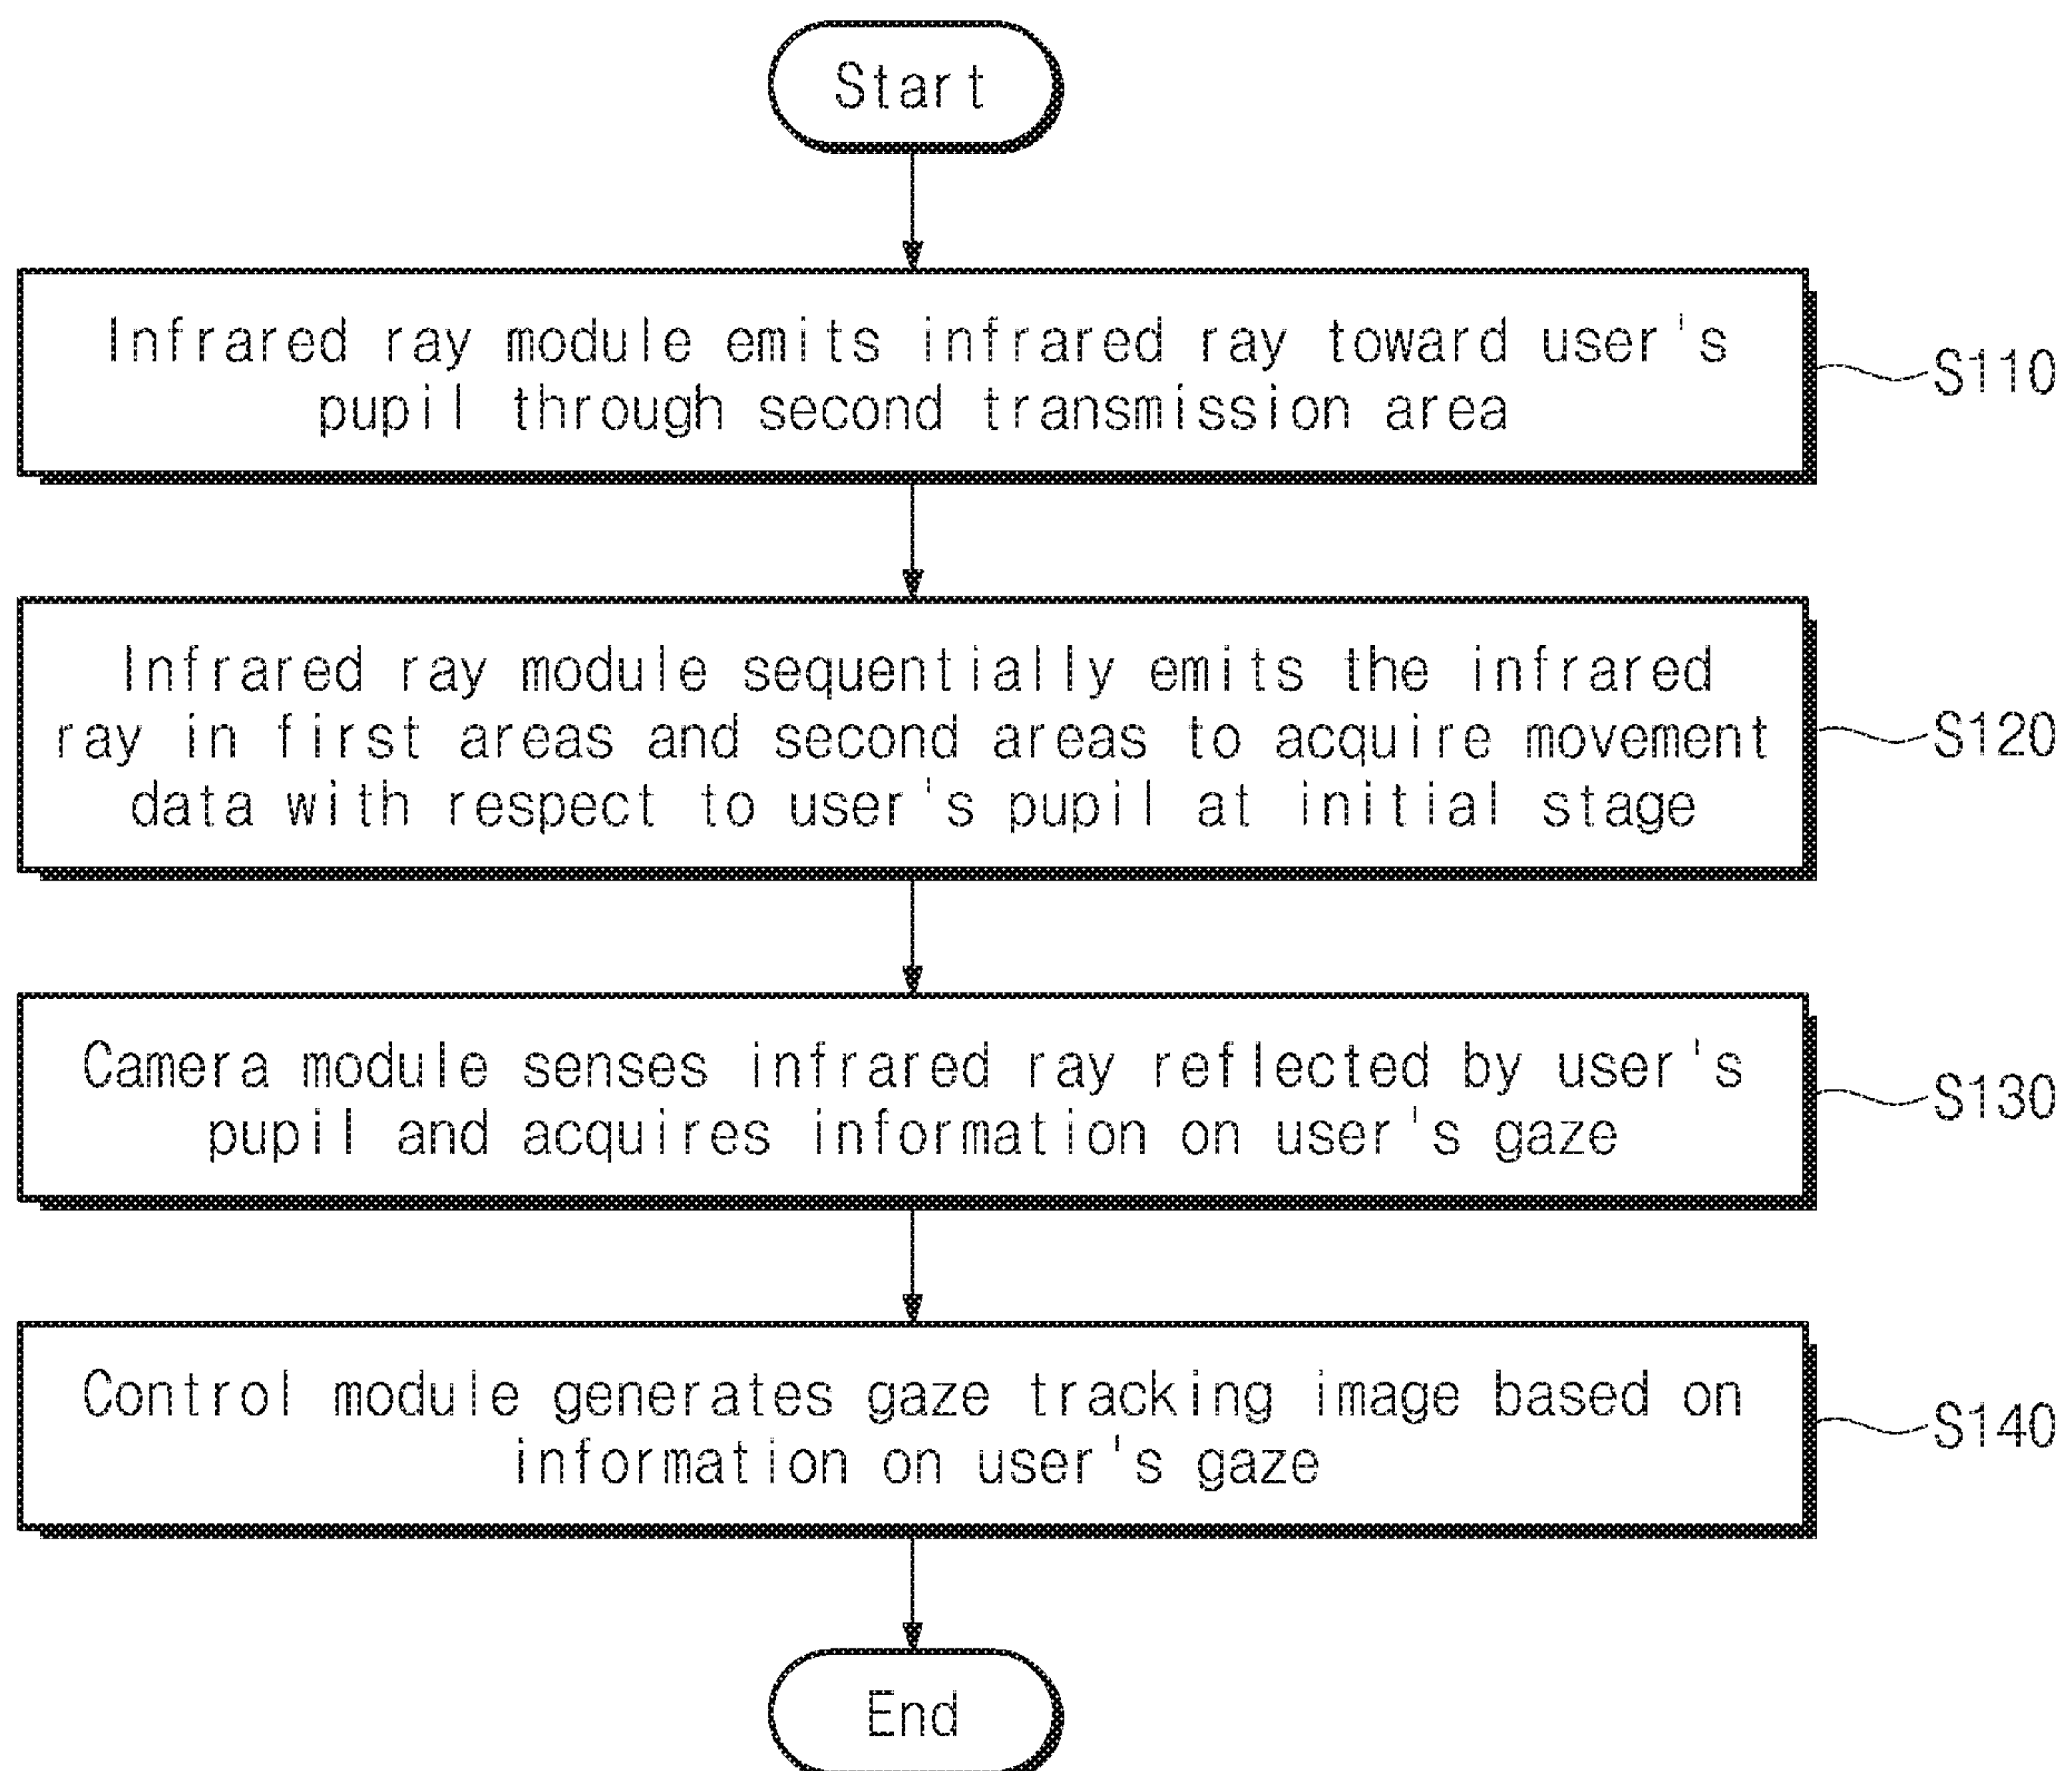 Start
Infrared ray module emits infrared ray toward user's
pupil through second transmission area
S110
Infrared ray module sequentially emits the infrared
ray in first areas and second areas to acquire movement
data with respect to user's pupil at initial stage
S120
Camera module senses infrared ray reflected by user's
pupil and acquires information on user's gaze
S130
Control module generates gaze tracking image based on
information on user's gaze
S140
End